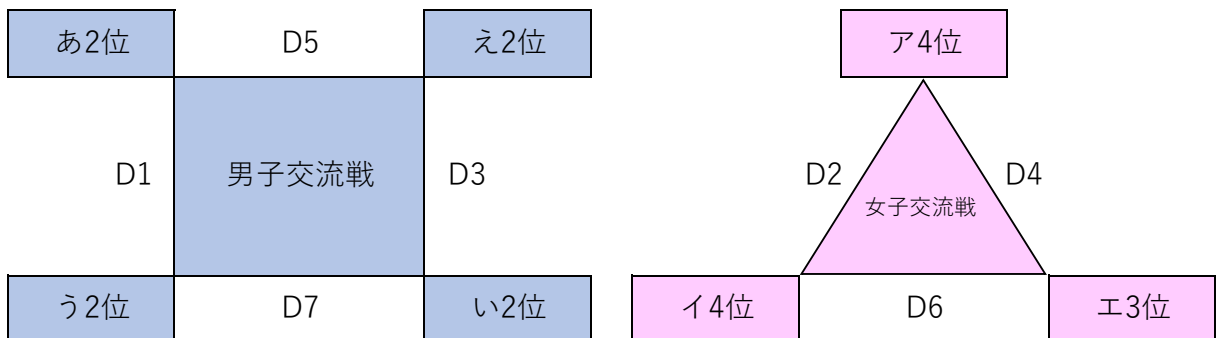 あ2位 D5 え2位
D1 男子交流戦 D3
う2位 D7 い2位
ア4位
D2 女子交流戦 D4
イ4位 D6 エ3位